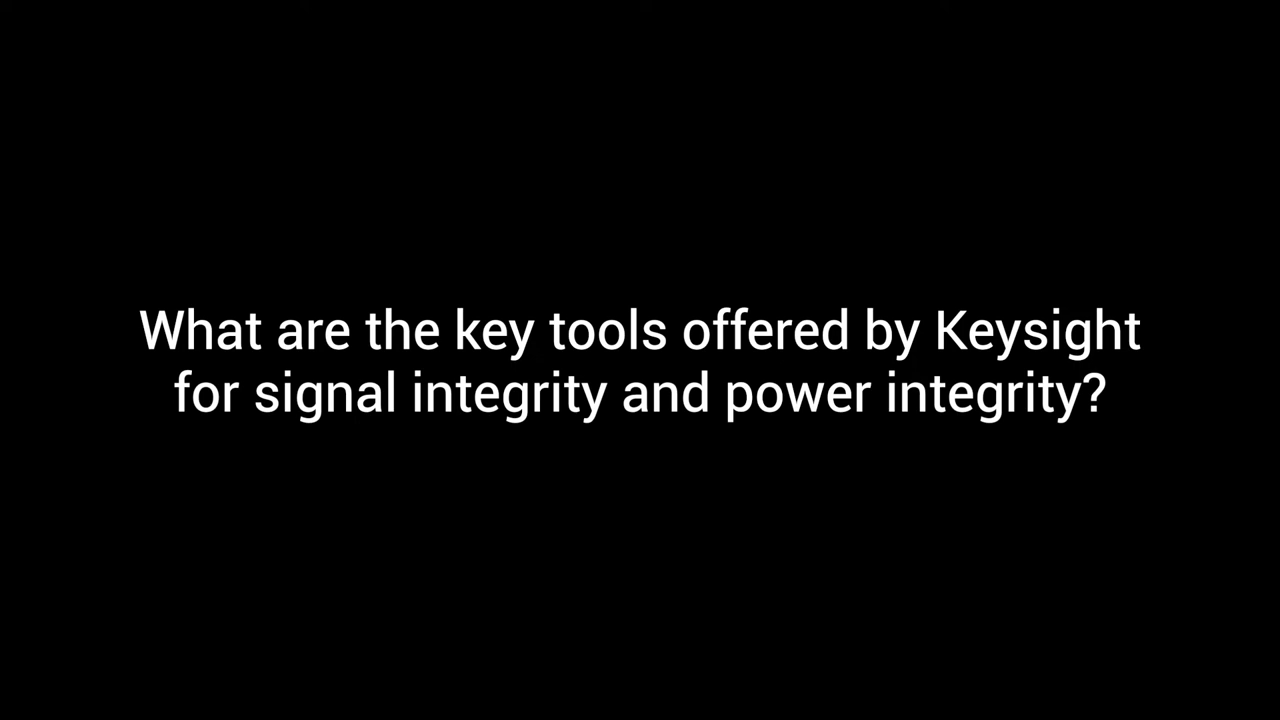 What are the key tools offered by Keysight
for signal integrity and power integrity?